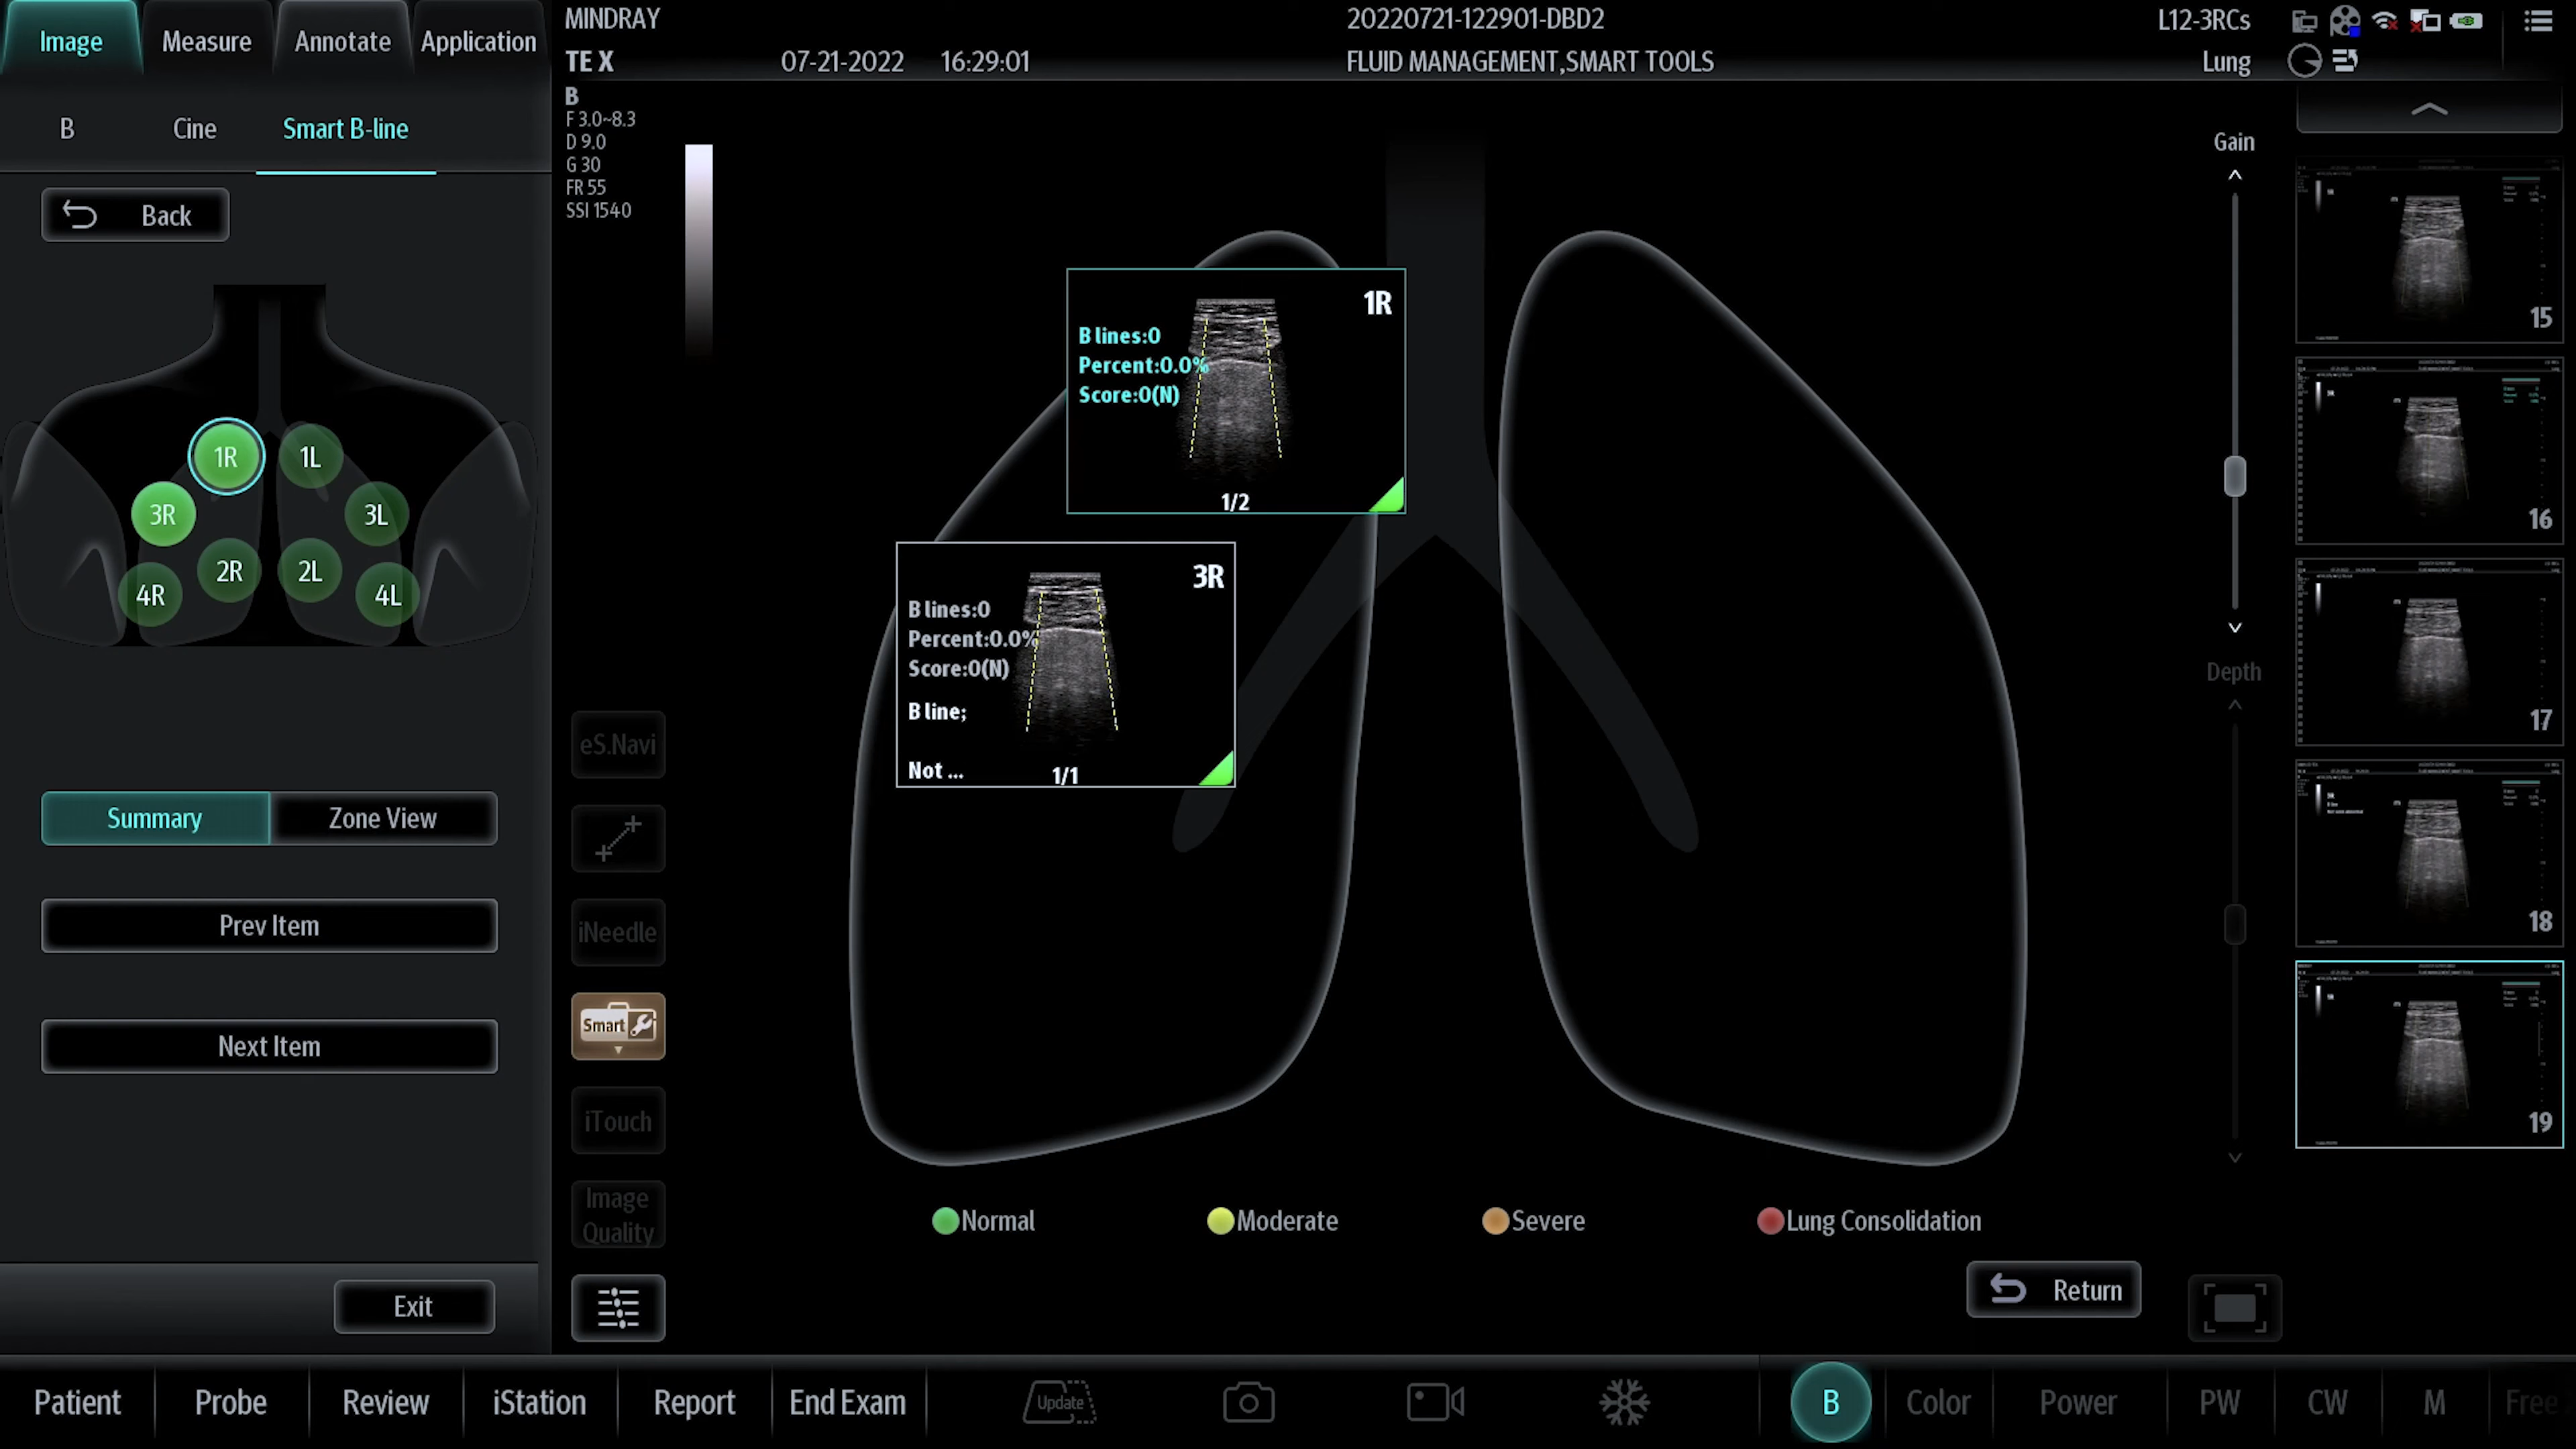 Image Measure Annotate Application
MINDRAY 20220721-122901-DBD2 L12-3RCs
TE X 07-21-2022 16:29:01 FLUID MANAGEMENT,SMART TOOLS Lung
B Cine Smart B-line
Back
1R 1L
3R 3L
2R 2L
4R 4L
Summary Zone View
Prev Item
Next Item
Exit
B
F 3.0~8.3
D 9.0
G 30
FR 55
SSI 1540
eS.Navi
iNeedle
Smart
iTouch
Image
Quality
1R
B lines:0
Percent:0.0%
Score:0(N)
1/2
3R
B lines:0
Percent:0.0%
Score:0(N)
B line;
Not ... 1/1
Normal Moderate Severe Lung Consolidation
Return
Gain
Depth
15
16
17
18
19
Patient Probe Review iStation Report End Exam Update B Color Power PW CW M Free